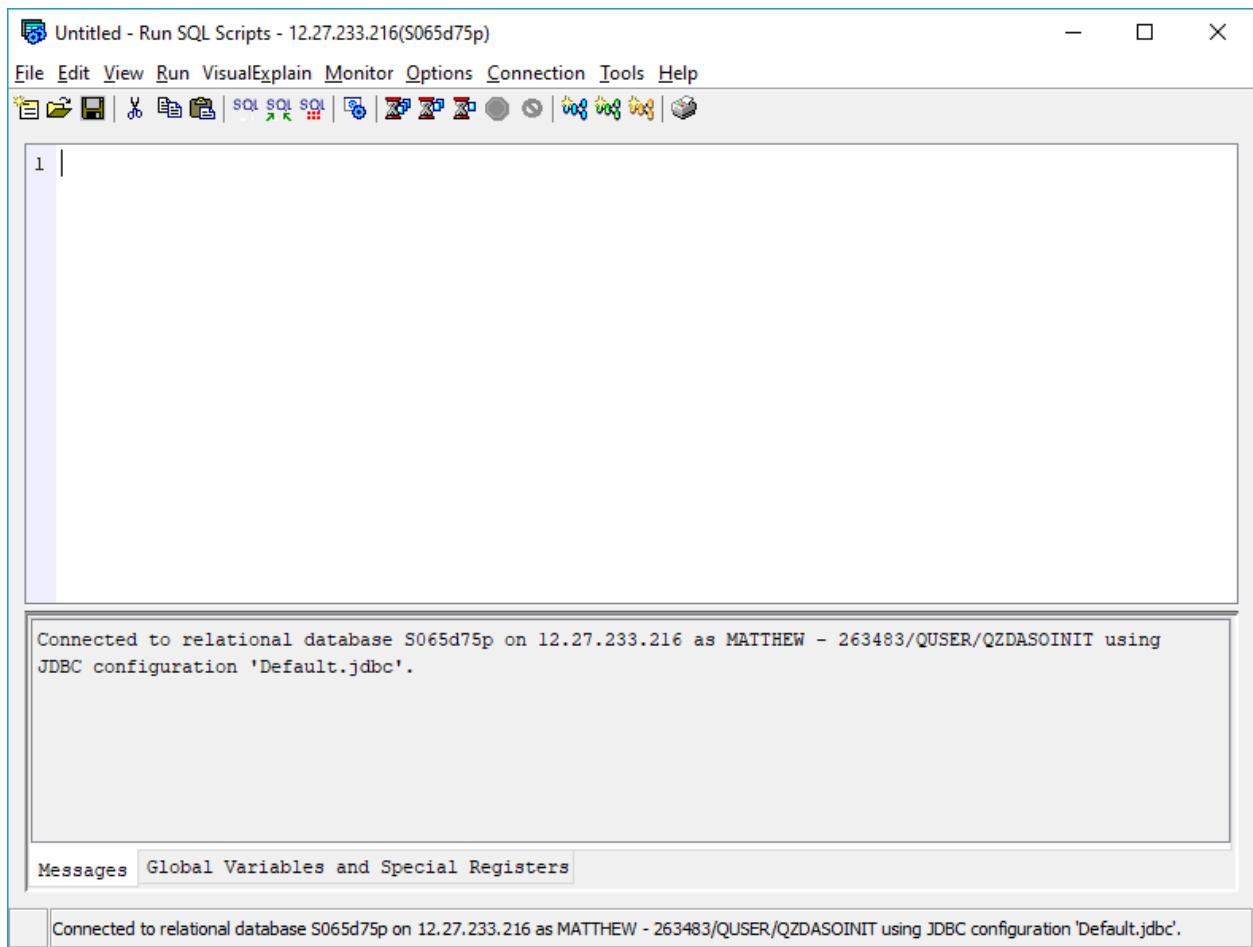 Untitled - Run SQL Scripts - 12.27.233.216(S065d75p)
File Edit View Run VisualExplain Monitor Options Connection Tools Help
SQL SQL SQL
1
Connected to relational database S065d75p on 12.27.233.216 as MATTHEW - 263483/QUSER/QZDASOINIT using
JDBC configuration 'Default.jdbc'.
Messages Global Variables and Special Registers
Connected to relational database S065d75p on 12.27.233.216 as MATTHEW - 263483/QUSER/QZDASOINIT using JDBC configuration 'Default.jdbc'.